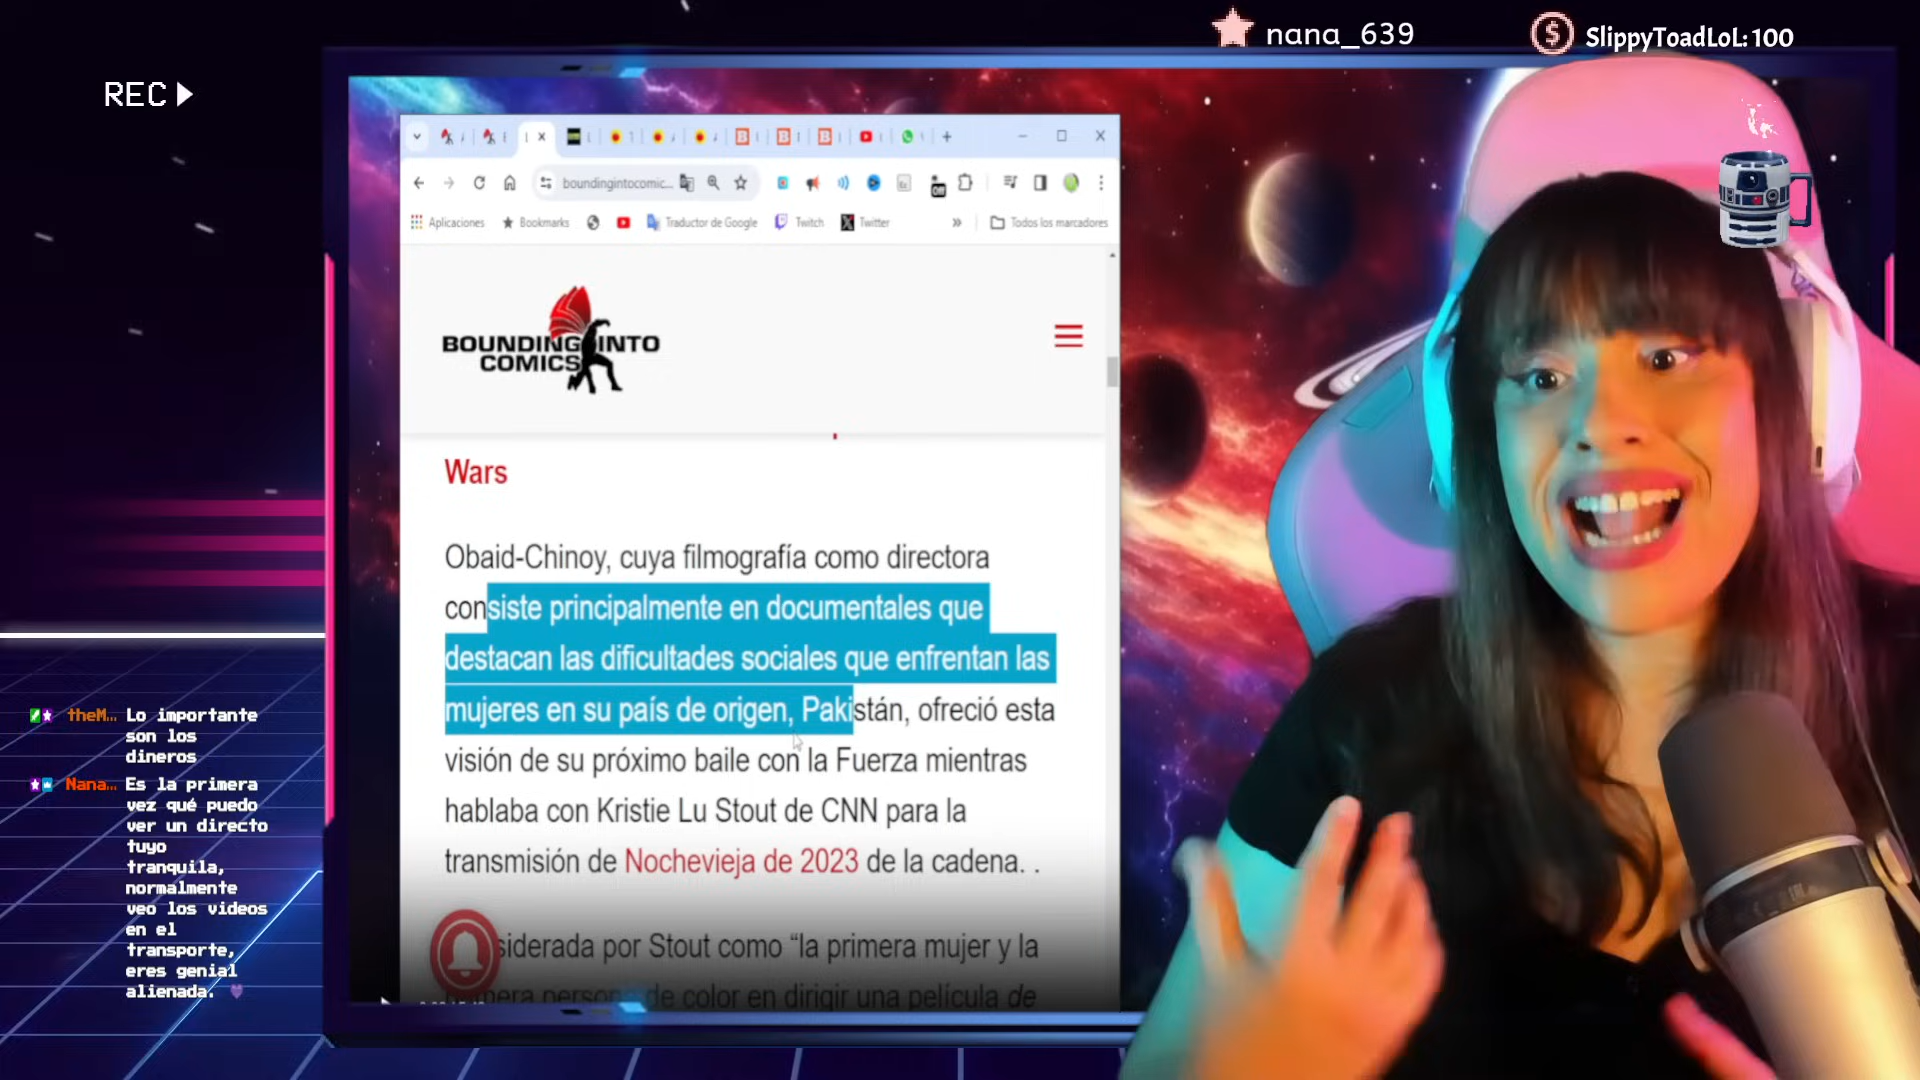 nana_639
SlippyToadLoL: 100
REC
boundingintocomic...
Aplicaciones
Bookmarks
Traductor de Google
Twitch
Twitter
»
Todos los marcadores
BOUNDING INTO
COMICS
Wars
Obaid-Chinoy, cuya filmografía como directora
consiste principalmente en documentales que
destacan las dificultades sociales que enfrentan las
mujeres en su país de origen, Pakistán, ofreció esta
visión de su próximo baile con la Fuerza mientras
hablaba con Kristie Lu Stout de CNN para la
transmisión de Nochevieja de 2023 de la cadena. .
siderada por Stout como “la primera mujer y la
de color en dirigir una película de
theM... Lo importante
son los
dineros
Nana... Es la primera
vez qué puedo
ver un directo
tuyo
tranquila,
normalmente
veo los videos
en el
transporte,
eres genial
alienada.